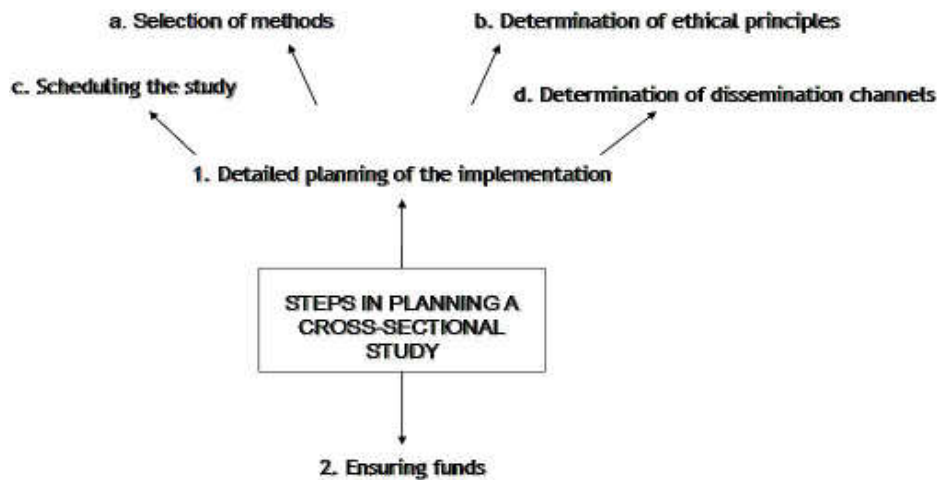 a. Selection of methods
b. Determination of ethical principles
c. Scheduling the study
d. Determination of dissemination channels
1. Detailed planning of the implementation
STEPS IN PLANNING A
CROSS-SECTIONAL
STUDY
2. Ensuring funds